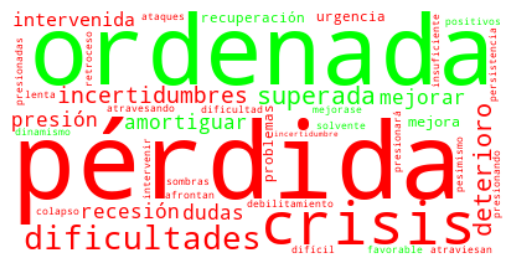 intervenida ataques recuperación urgencia positivos
ordenada
presionadas retroceso insuficiente persistencia
lenta incertidumbres superada mejorar
atravesando dificultad mejorase
presión amortiguar solvente mejora
dinamismo problemas incertidumbre presionará deterioro
pérdida
intervenir sombras afrontan pesimismo presionando
colapso recesión dudas debilitamiento crisis
dificultades difícil favorable atraviesan